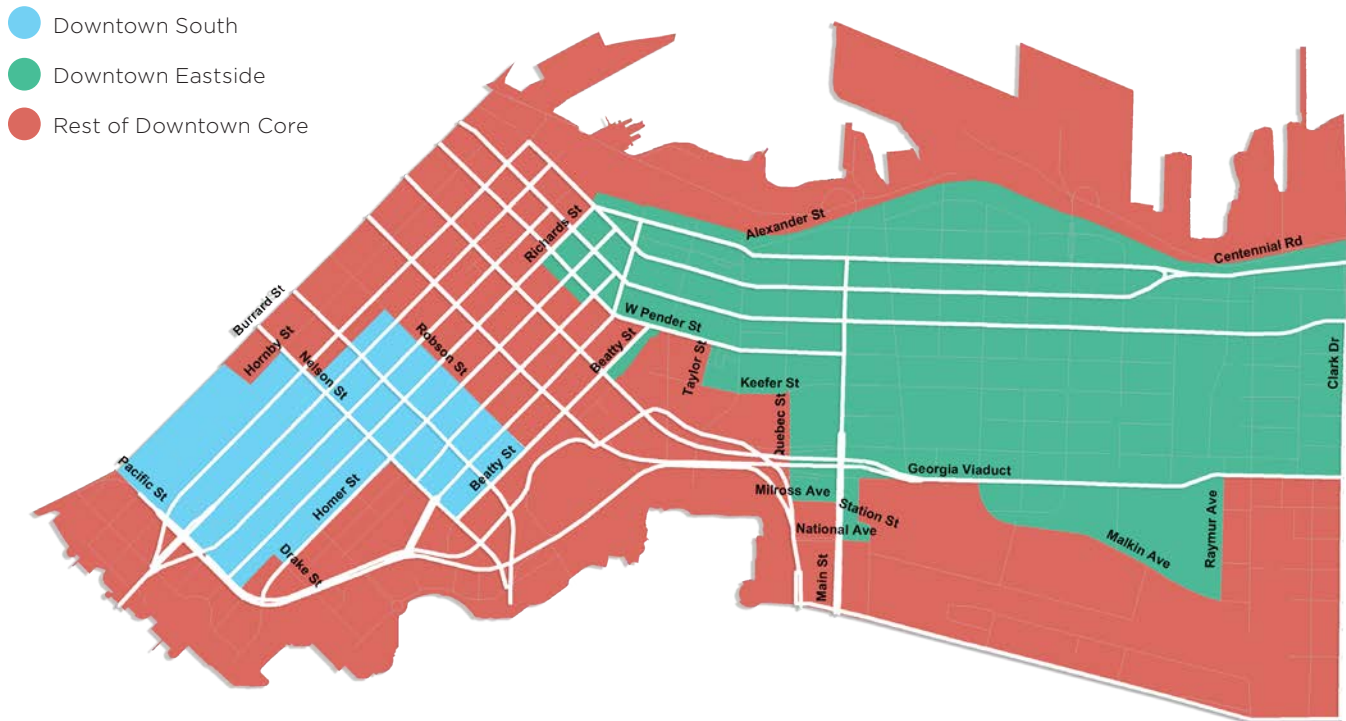 Downtown South
Downtown Eastside
Rest of Downtown Core
Alexander St
Richards St
Centennial Rd
Burrard St
W Pender St
Hornby St
Robson St
Beatty St
Taylor St
Clark Dr
Nelson St
Keefer St
Quebec St
Pacific St
Beatty St
Georgia Viaduct
Homer St
Milross Ave
Station St
Raymur Ave
National Ave
Malkin Ave
Drake St
Main St